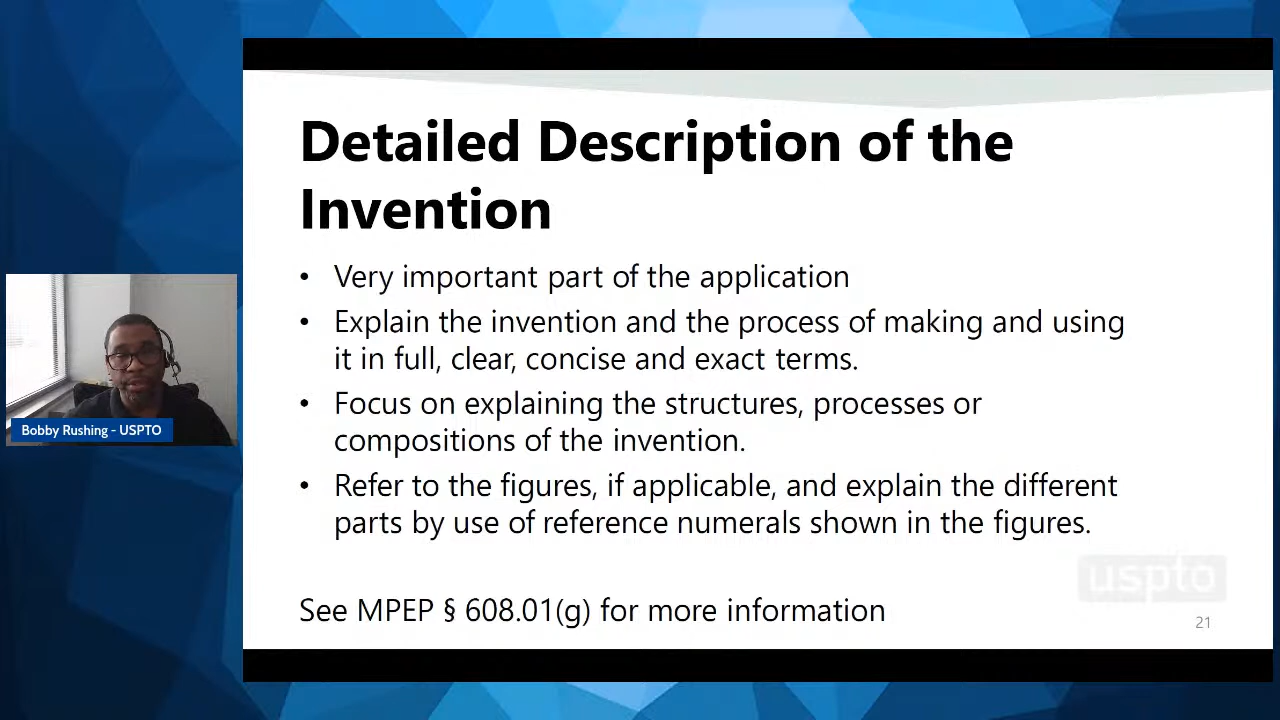 Detailed Description of the
Invention
• Very important part of the application
• Explain the invention and the process of making and using
it in full, clear, concise and exact terms.
• Focus on explaining the structures, processes or
compositions of the invention.
• Refer to the figures, if applicable, and explain the different
parts by use of reference numerals shown in the figures.
See MPEP § 608.01(g) for more information
uspto
21
Bobby Rushing - USPTO